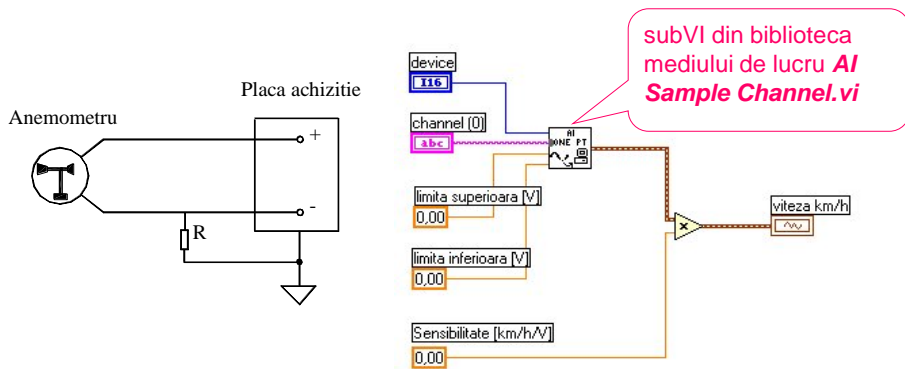 Anemometru
Placa achizitie
+
-
R
device
I16
channel (0)
abc
AI
ONE PT
limita superioara [V]
0,00
limita inferioara [V]
0,00
Sensibilitate [km/h/V]
0,00
x
viteza km/h
subVI din biblioteca
mediului de lucru AI
Sample Channel.vi